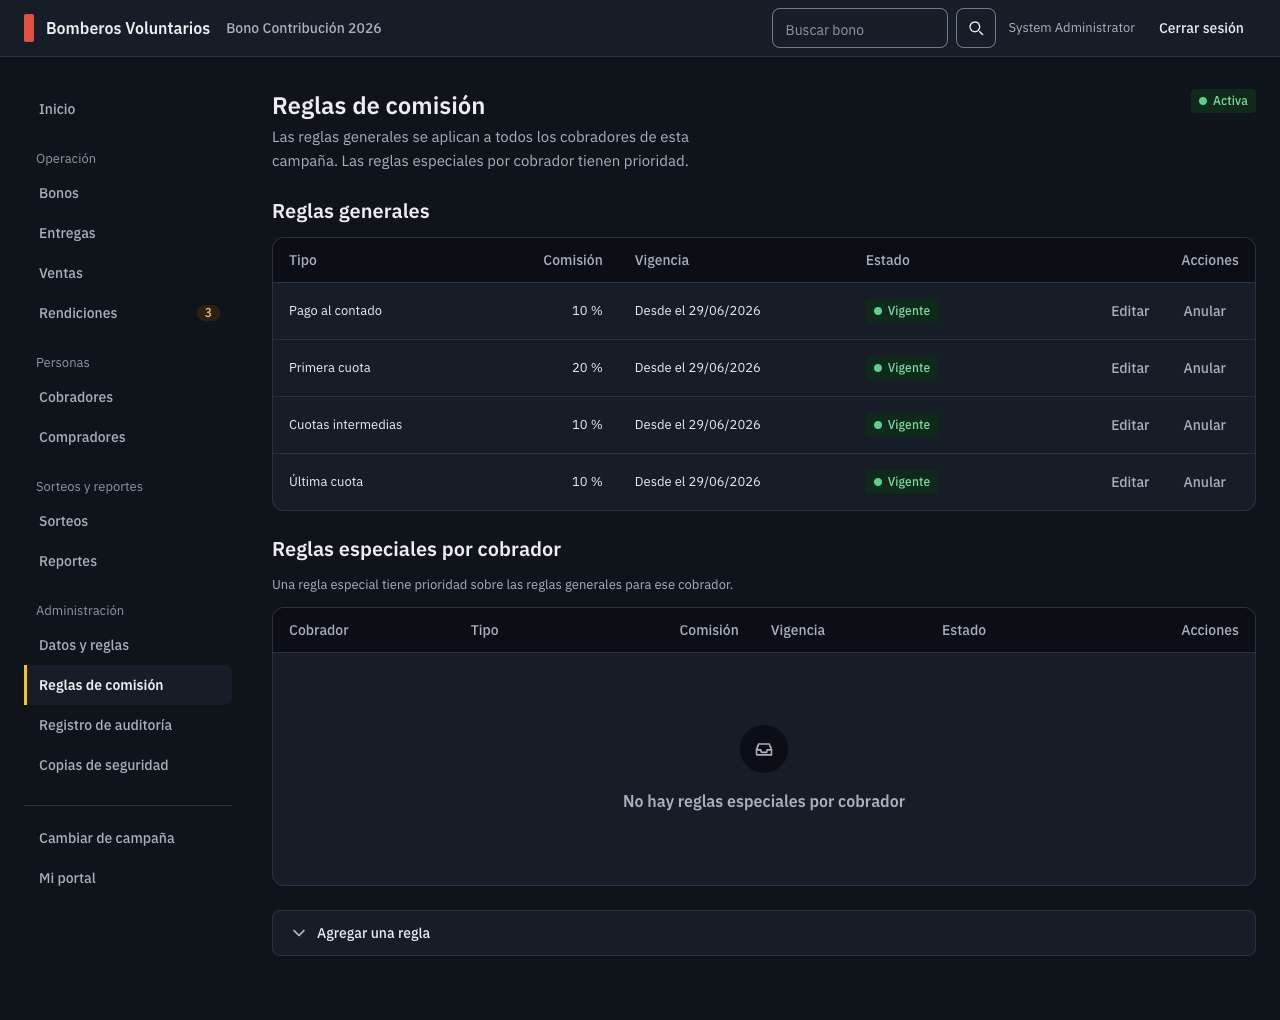 Bomberos Voluntarios Bono Contribución 2026 Buscar bono System Administrator Cerrar sesión
Inicio
Operación
Bonos
Entregas
Ventas
Rendiciones 3
Personas
Cobradores
Compradores
Sorteos y reportes
Sorteos
Reportes
Administración
Datos y reglas
Reglas de comisión
Registro de auditoría
Copias de seguridad
Cambiar de campaña
Mi portal
Reglas de comisión Activa
Las reglas generales se aplican a todos los cobradores de esta
campaña. Las reglas especiales por cobrador tienen prioridad.
Reglas generales
Tipo Comisión Vigencia Estado Acciones
Pago al contado 10 % Desde el 29/06/2026 Vigente Editar Anular
Primera cuota 20 % Desde el 29/06/2026 Vigente Editar Anular
Cuotas intermedias 10 % Desde el 29/06/2026 Vigente Editar Anular
Última cuota 10 % Desde el 29/06/2026 Vigente Editar Anular
Reglas especiales por cobrador
Una regla especial tiene prioridad sobre las reglas generales para ese cobrador.
Cobrador Tipo Comisión Vigencia Estado Acciones
No hay reglas especiales por cobrador
Agregar una regla